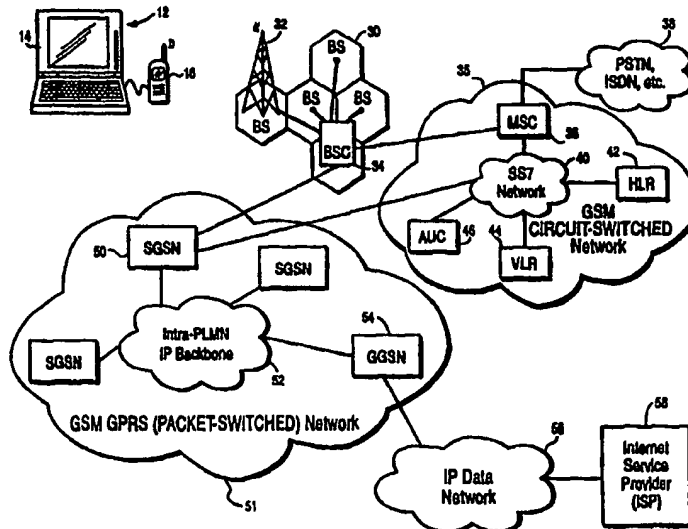 12
14
16
32
30
BS
BS
BS
BS
BSC
34
35
38
PSTN,
ISDN, etc.
MSC
36
40
42
SS7
Network
HLR
GSM
CIRCUIT-SWITCHED
Network
AUC
46
44
VLR
50
SGSN
SGSN
SGSN
Intra-PLMN
IP Backbone
52
54
GGSN
GSM GPRS (PACKET-SWITCHED) Network
51
56
IP Data
Network
58
Internet
Service
Provider
(ISP)